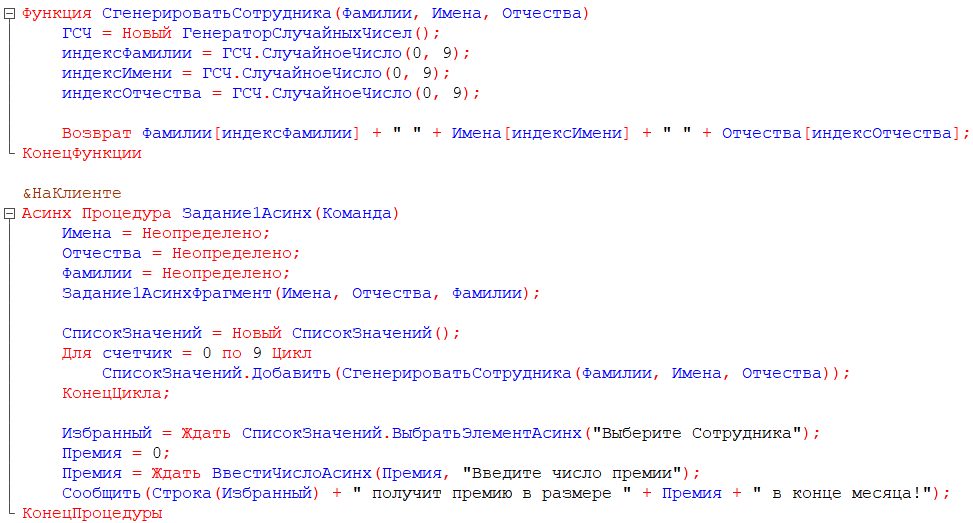 Функция СгенерироватьСотрудника(Фамилии, Имена, Отчества)
    ГСЧ = Новый ГенераторСлучайныхЧисел();
    индексФамилии = ГСЧ.СлучайноеЧисло(0, 9);
    индексИмени = ГСЧ.СлучайноеЧисло(0, 9);
    индексОтчества = ГСЧ.СлучайноеЧисло(0, 9);

    Возврат Фамилии[индексФамилии] + " " + Имена[индексИмени] + " " + Отчества[индексОтчества];
КонецФункции

&НаКлиенте
Асинх Процедура Задание1Асинх(Команда)
    Имена = Неопределено;
    Отчества = Неопределено;
    Фамилии = Неопределено;
    Задание1АсинхФрагмент(Имена, Отчества, Фамилии);

    СписокЗначений = Новый СписокЗначений();
    Для счетчик = 0 по 9 Цикл
        СписокЗначений.Добавить(СгенерироватьСотрудника(Фамилии, Имена, Отчества));
    КонецЦикла;

    Избранный = Ждать СписокЗначений.ВыбратьЭлементАсинх("Выберите Сотрудника");
    Премия = 0;
    Премия = Ждать ВвестиЧислоАсинх(Премия, "Введите число премии");
    Сообщить(Строка(Избранный) + " получит премию в размере " + Премия + " в конце месяца!");
КонецПроцедуры